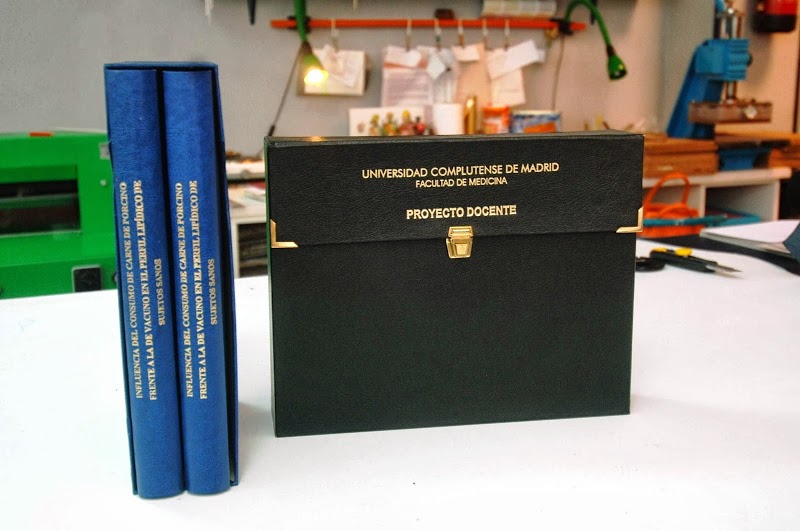 INFLUENCIA DEL CONSUMO DE CARNE DE PORCINO
FRENTE A LA DE VACUNO EN EL PERFIL LIPÍDICO DE
SUJETOS SANOS
INFLUENCIA DEL CONSUMO DE CARNE DE PORCINO
FRENTE A LA DE VACUNO EN EL PERFIL LIPÍDICO DE
SUJETOS SANOS
UNIVERSIDAD COMPLUTENSE DE MADRID
FACULTAD DE MEDICINA
PROYECTO DOCENTE